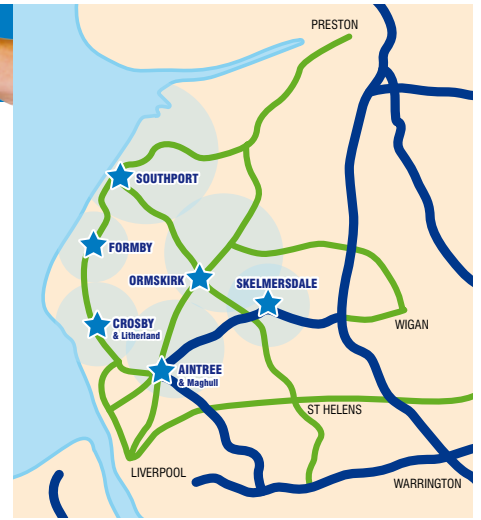 PRESTON
SOUTHPORT
FORMBY
ORMSKIRK
SKELMERSDALE
CROSBY
& Litherland
WIGAN
AINTREE
& Maghull
ST HELENS
LIVERPOOL
WARRINGTON